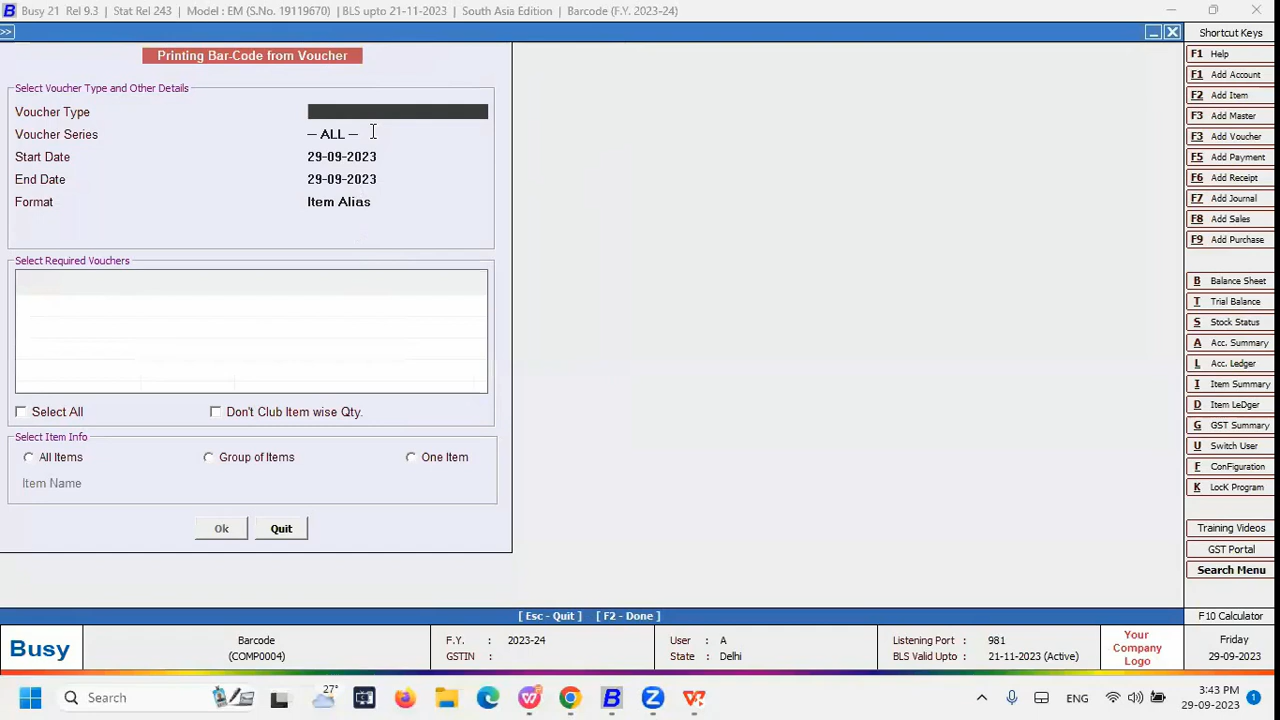 Busy 21 Rel 9.3 | Stat Rel 243 | Model : EM (S.No. 19119670) | BLS upto 21-11-2023 | South Asia Edition | Barcode (F.Y. 2023-24)
>>
Printing Bar-Code from Voucher
Select Voucher Type and Other Details
Voucher Type
Voucher Series -- ALL --
Start Date 29-09-2023
End Date 29-09-2023
Format Item Alias
Select Required Vouchers
Select All Don't Club Item wise Qty.
Select Item Info
All Items Group of Items One Item
Item Name
Ok Quit
Shortcut Keys
F1 Help
F1 Add Account
F2 Add Item
F3 Add Master
F3 Add Voucher
F5 Add Payment
F6 Add Receipt
F7 Add Journal
F8 Add Sales
F9 Add Purchase
B Balance Sheet
T Trial Balance
S Stock Status
A Acc. Summary
L Acc. Ledger
I Item Summary
D Item LeDger
G GST Summary
U Switch User
F ConFiguration
K LocK Program
Training Videos
GST Portal
Search Menu
[ Esc - Quit ] [ F2 - Done ]
F10 Calculator
Busy
Barcode
(COMP0004)
F.Y. : 2023-24
GSTIN :
User : A
State : Delhi
Listening Port : 981
BLS Valid Upto : 21-11-2023 (Active)
Your
Company
Logo
Friday
29-09-2023
Search
27°
ENG
3:43 PM
29-09-2023
1